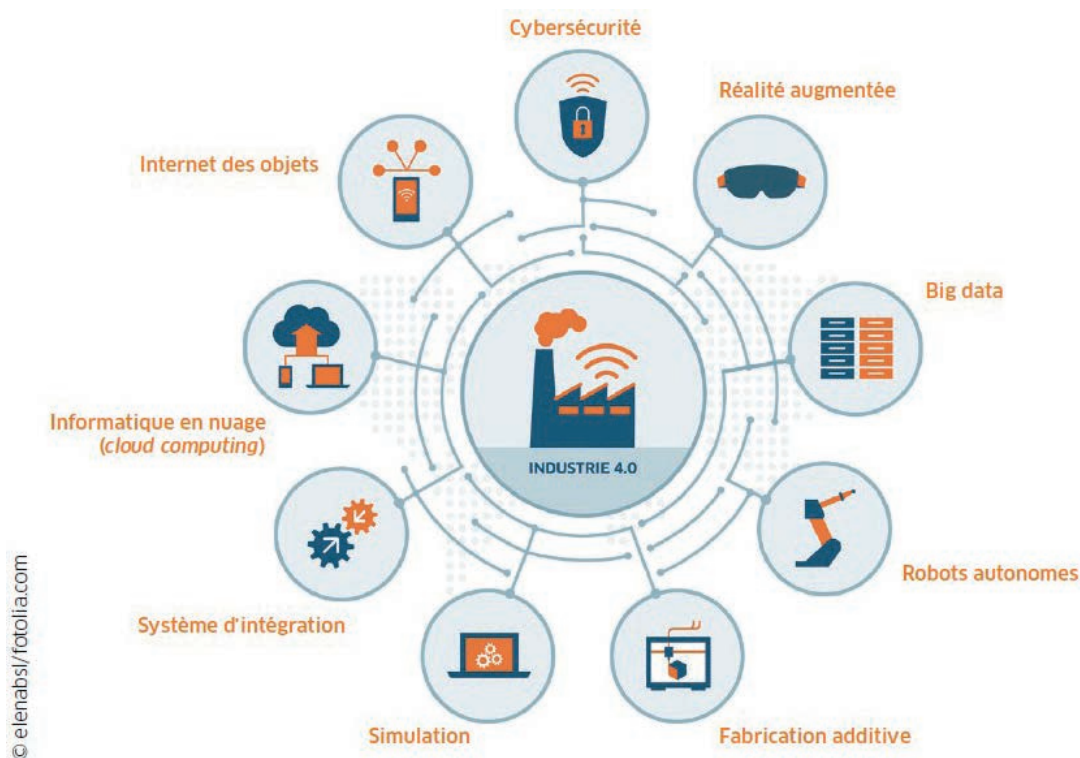 Cybersécurité
Réalité augmentée
Internet des objets
Big data
INDUSTRIE 4.0
Informatique en nuage
(cloud computing)
Robots autonomes
Système d'intégration
Simulation
Fabrication additive
© elenabsl/fotolia.com